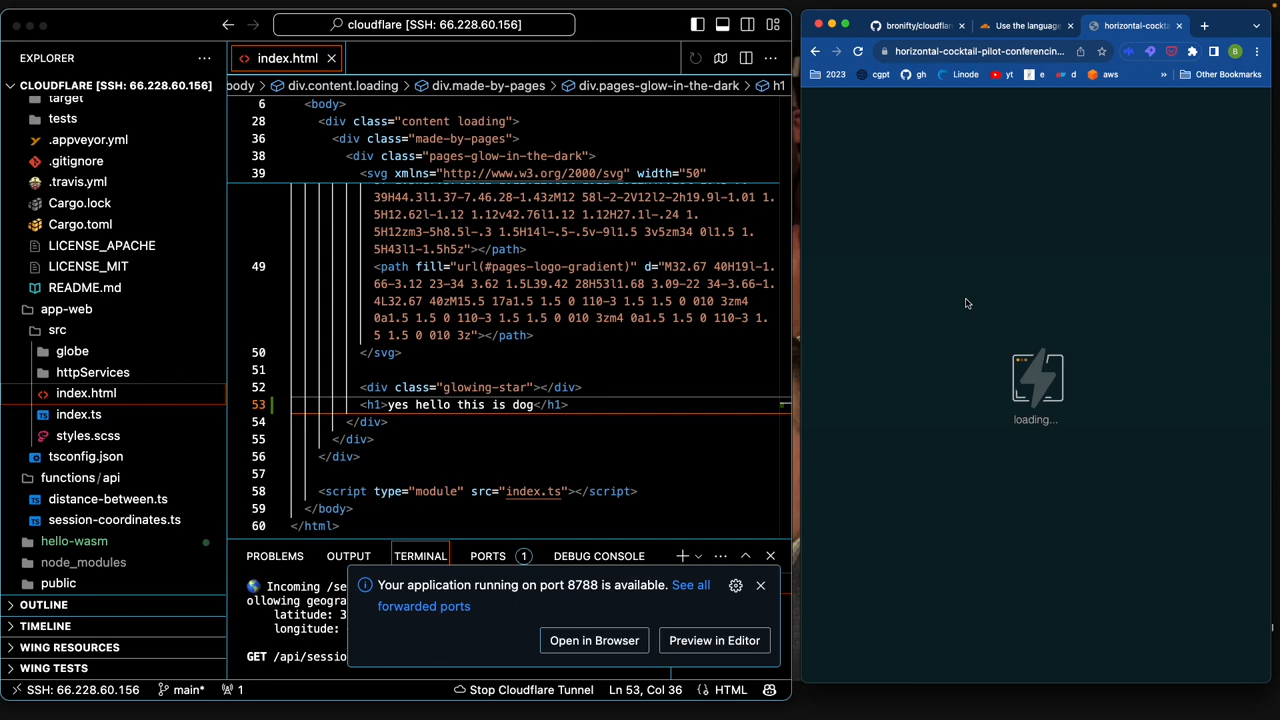 cloudflare [SSH: 66.228.60.156]
EXPLORER
CLOUDFLARE [SSH: 66.228.60.156]
target
tests
.appveyor.yml
.gitignore
.travis.yml
Cargo.lock
Cargo.toml
LICENSE_APACHE
LICENSE_MIT
README.md
app-web
src
globe
httpServices
index.html
index.ts
styles.scss
tsconfig.json
functions/api
distance-between.ts
session-coordinates.ts
hello-wasm
node_modules
public
OUTLINE
TIMELINE
WING RESOURCES
WING TESTS
index.html
body > div.content.loading > div.made-by-pages > div.pages-glow-in-the-dark > h1
6 <body>
28 <div class="content loading">
36 <div class="made-by-pages">
38 <div class="pages-glow-in-the-dark">
39 <svg xmlns="http://www.w3.org/2000/svg" width="50"
39H44.3l1.37-7.46.28-1.43zM12 58l-2-2V12l2-2h19.9l-1.01 1.
5H12.62l-1.12 1.12v42.76l1.12 1.12H27.1l-.24 1.
5H12zm3-5h8.5l-.3 1.5H14l-.5-.5v-9l1.5 3v5zm34 0l1.5 1.
5H43l1-1.5h5z"></path>
49 <path fill="url(#pages-logo-gradient)" d="M32.67 40H19l-1.
66-3.12 23-34 3.62 1.5L39.42 28H53l1.68 3.09-22 34-3.66-1.
4L32.67 40zM15.5 17a1.5 1.5 0 110-3 1.5 1.5 0 010 3zm4
0a1.5 1.5 0 110-3 1.5 1.5 0 010 3zm4 0a1.5 1.5 0 110-3 1.
5 1.5 0 010 3z"></path>
50 </svg>
51
52 <div class="glowing-star"></div>
53 <h1>yes hello this is dog</h1>
54 </div>
55 </div>
56 </div>
57
58 <script type="module" src="index.ts"></script>
59 </body>
60 </html>
PROBLEMS OUTPUT TERMINAL PORTS 1 DEBUG CONSOLE
Incoming /se
ollowing geogra
latitude: 3
longitude:
GET /api/sessio
Your application running on port 8788 is available. See all
forwarded ports
Open in Browser Preview in Editor
SSH: 66.228.60.156 main* 1 Stop Cloudflare Tunnel Ln 53, Col 36 HTML
bronifty/cloudflar Use the language horizontal-cockta
horizontal-cocktail-pilot-conferencin...
B
2023 cgpt gh Linode yt e d aws » Other Bookmarks
loading...